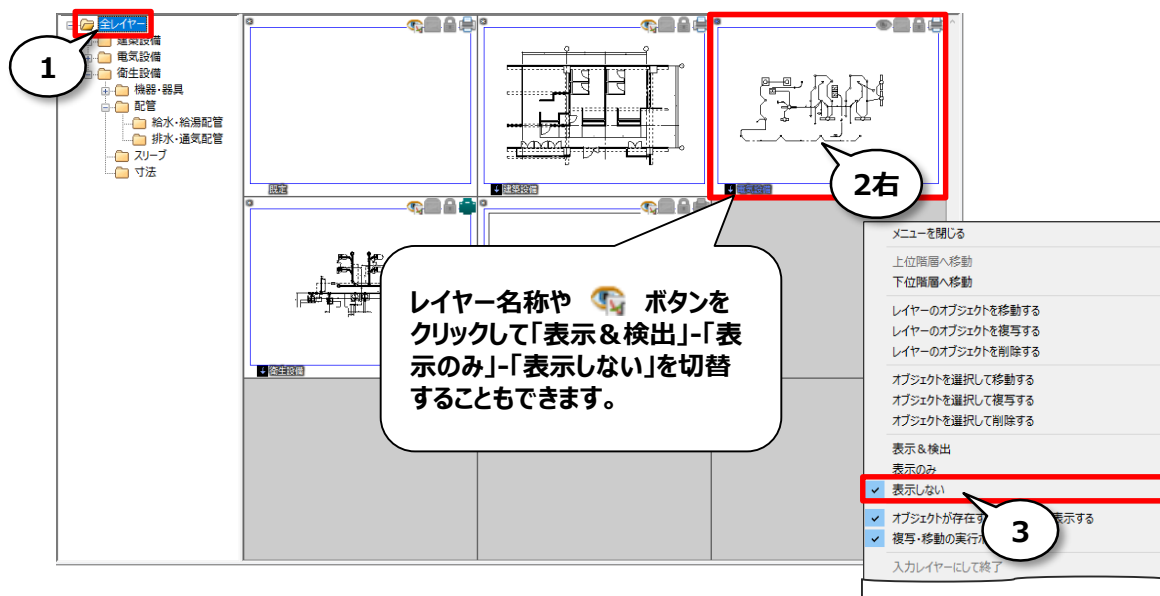 全レイヤー
建築設備
電気設備
衛生設備
機器・器具
配管
給水・給湯配管
排水・通気配管
スリーブ
寸法
1
既定
建築設備
電気設備
2右
衛生設備
レイヤー名称や ボタンを
クリックして「表示＆検出」-「表
示のみ」-「表示しない」を切替
することもできます。
メニューを閉じる
上位階層へ移動
下位階層へ移動
レイヤーのオブジェクトを移動する
レイヤーのオブジェクトを複写する
レイヤーのオブジェクトを削除する
オブジェクトを選択して移動する
オブジェクトを選択して複写する
オブジェクトを選択して削除する
表示＆検出
表示のみ
表示しない
オブジェクトが存在す 表示する
複写・移動の実行
3
入力レイヤーにして終了